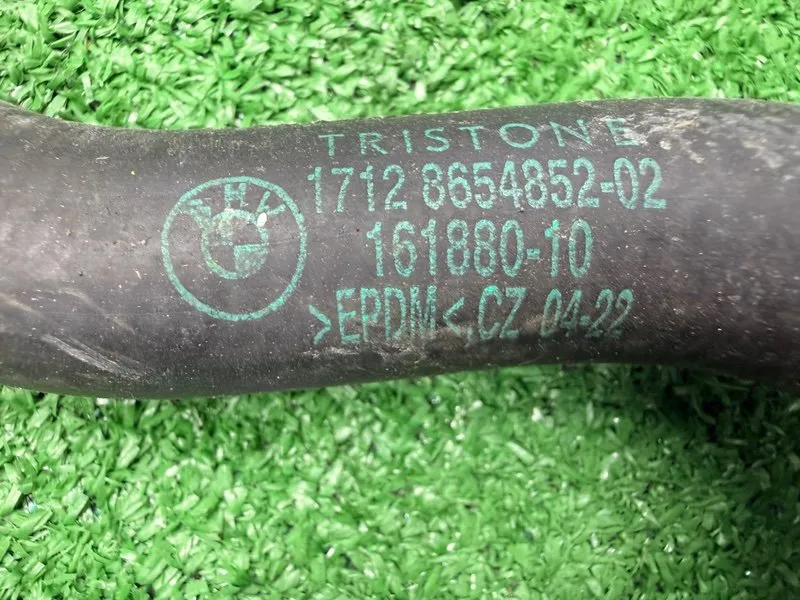 TRISTONE
1712 8654852-02
161880-10
>EPDM<,CZ 04-22